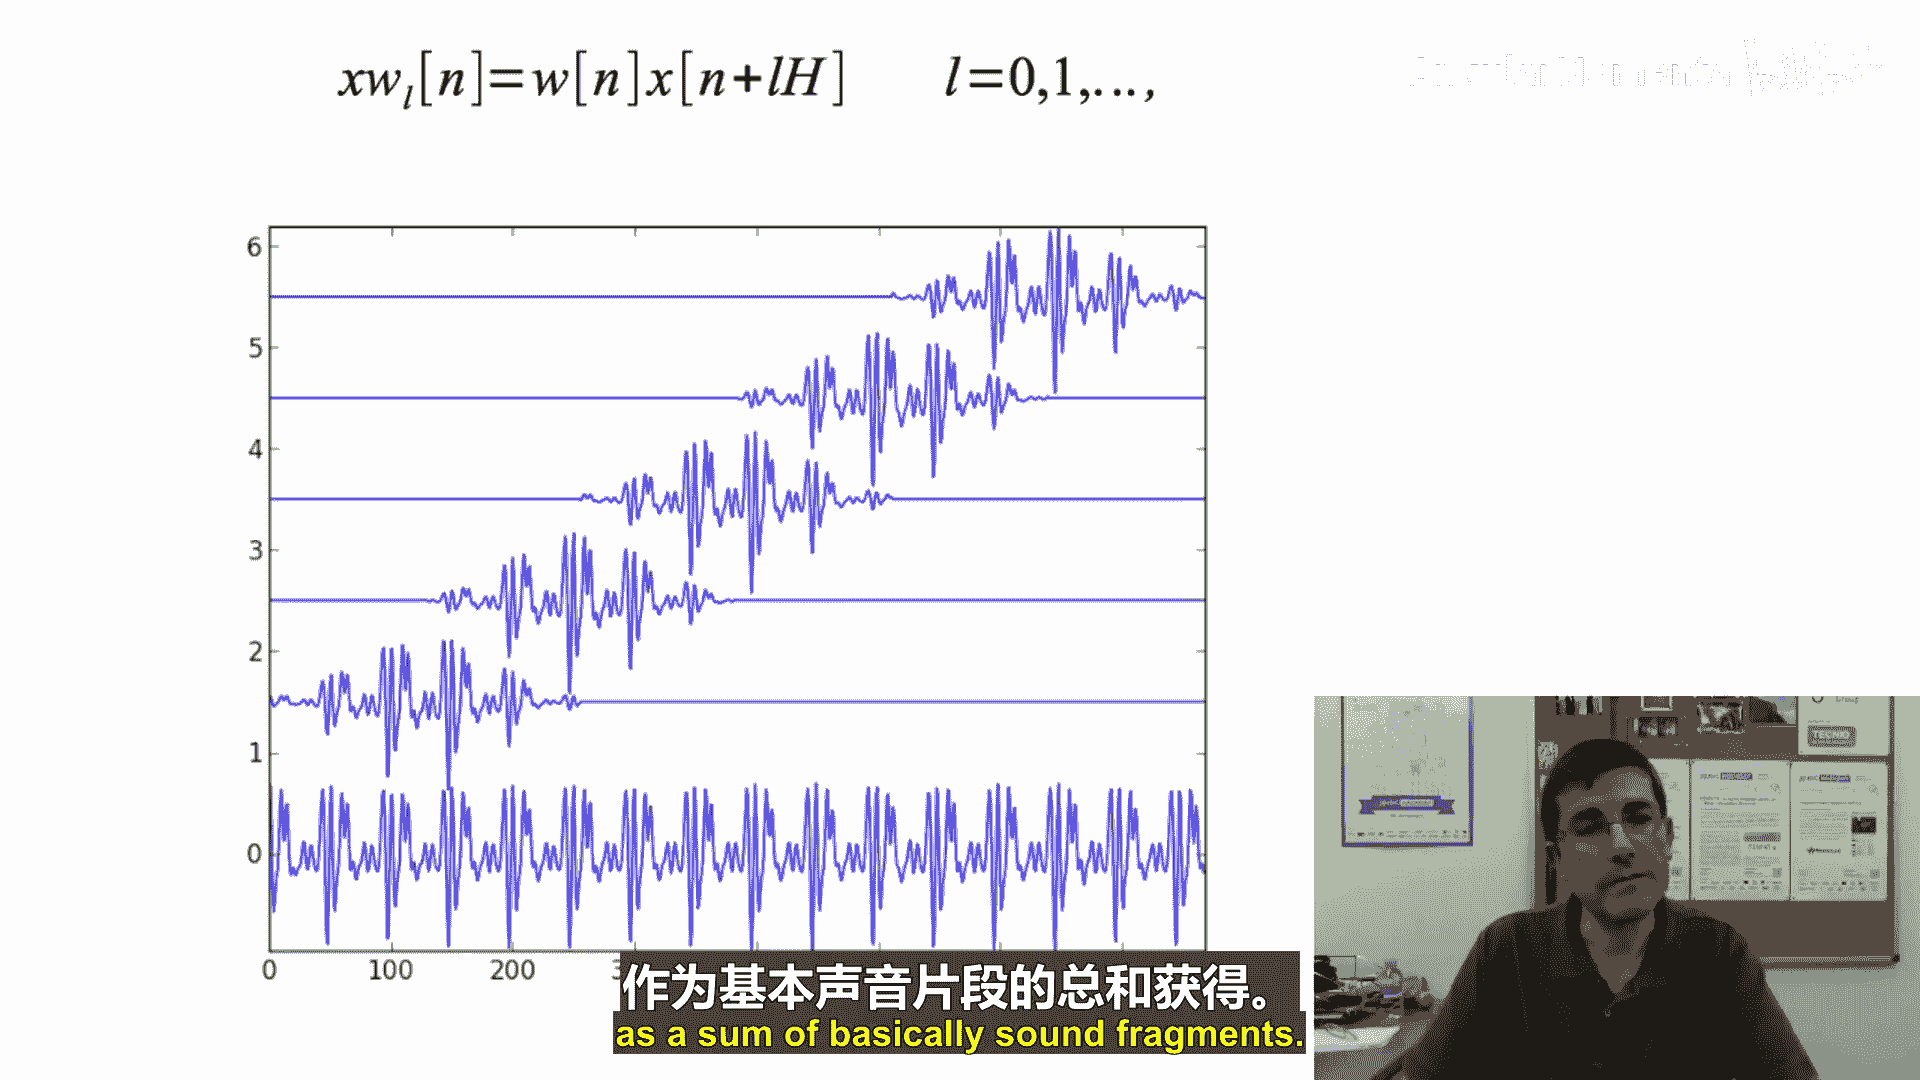 xw_l[n]=w[n]x[n+lH]    l=0,1,...,
6
5
4
3
2
1
0
0 100 200
作为基本声音片段的总和获得。
as a sum of basically sound fragments.
TECNIO